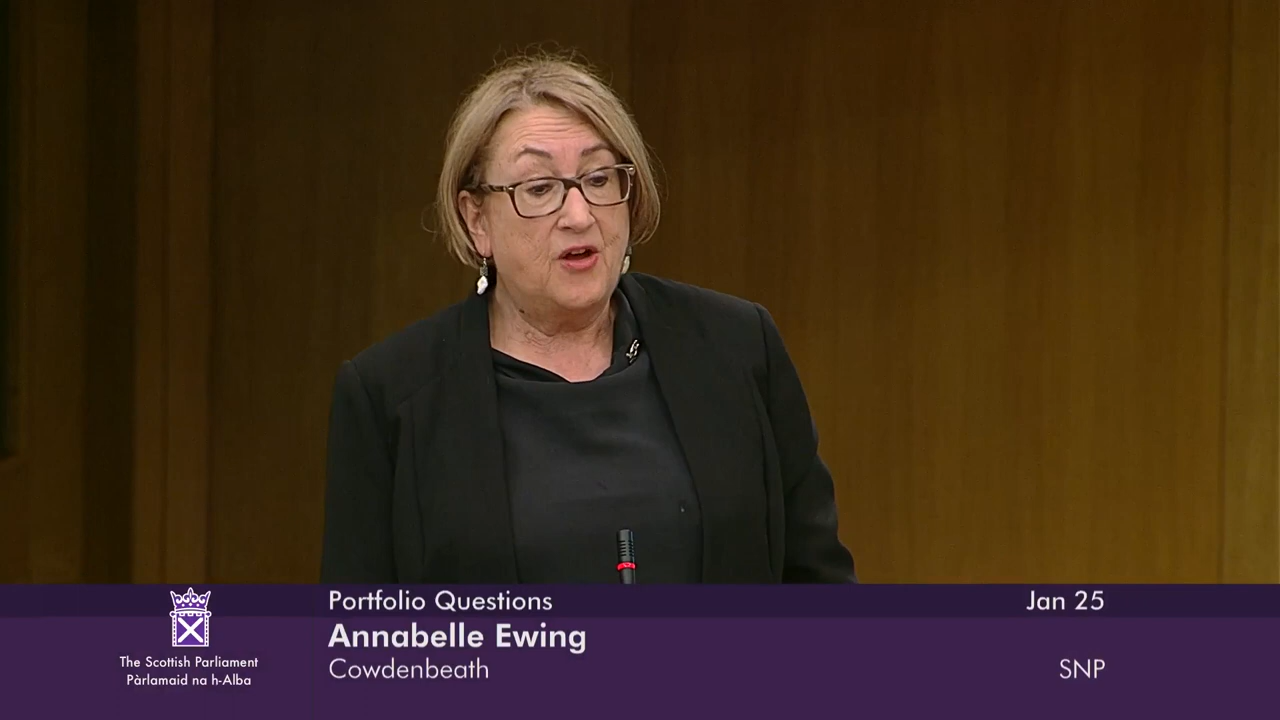 Portfolio Questions
Jan 25
Annabelle Ewing
Cowdenbeath
SNP
The Scottish Parliament
Pàrlamaid na h-Alba